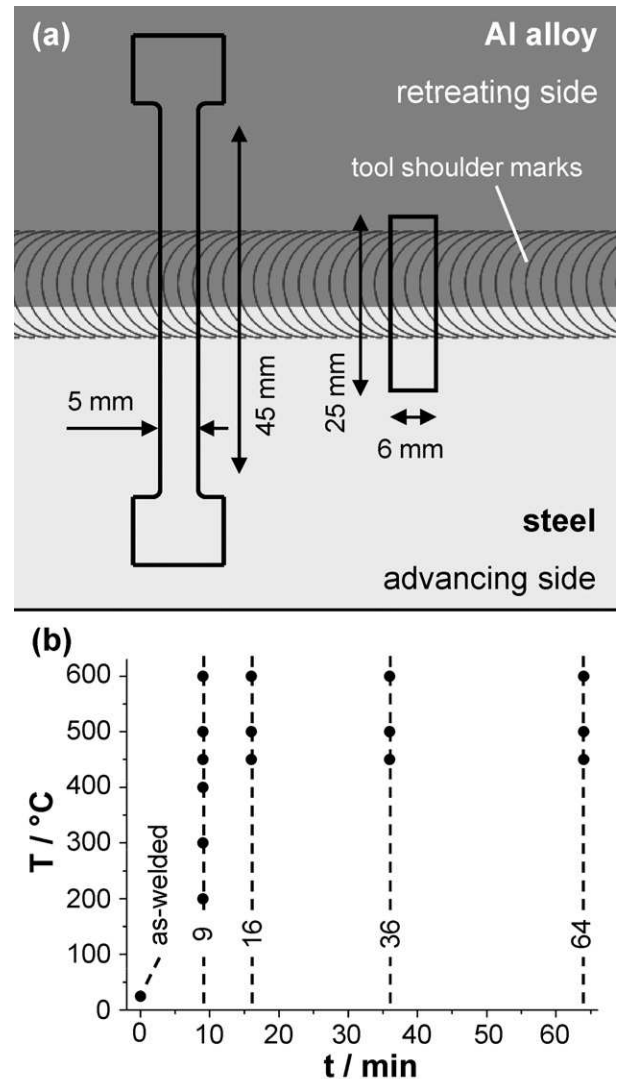 (a)
Al alloy
retreating side
tool shoulder marks
5 mm
45 mm
25 mm
6 mm
steel
advancing side
(b)
600
500
400
300
200
100
0
T / °C
as-welded
9
16
36
64
0
10
20
30
40
50
60
t / min